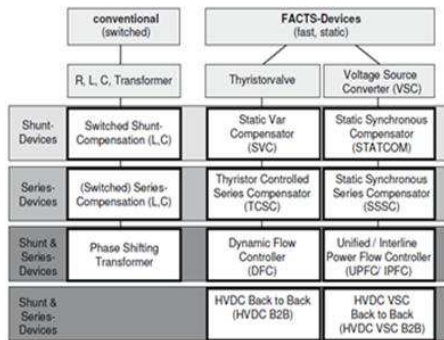 conventional
(switched)
FACTS-Devices
(fast, static)
R, L, C, Transformer
Thyristorvalve
Voltage Source
Converter (VSC)
Shunt-
Devices
Switched Shunt-
Compensation (L,C)
Static Var
Compensator
(SVC)
Static Synchronous
Compensator
(STATCOM)
Series-
Devices
(Switched) Series-
Compensation (L,C)
Thyristor Controlled
Series Compensator
(TCSC)
Static Synchronous
Series Compensator
(SSSC)
Shunt &
Series-
Devices
Phase Shifting
Transformer
Dynamic Flow
Controller
(DFC)
Unified / Interline
Power Flow Controller
(UPFC/ IPFC)
Shunt &
Series-
Devices
HVDC Back to Back
(HVDC B2B)
HVDC VSC
Back to Back
(HVDC VSC B2B)